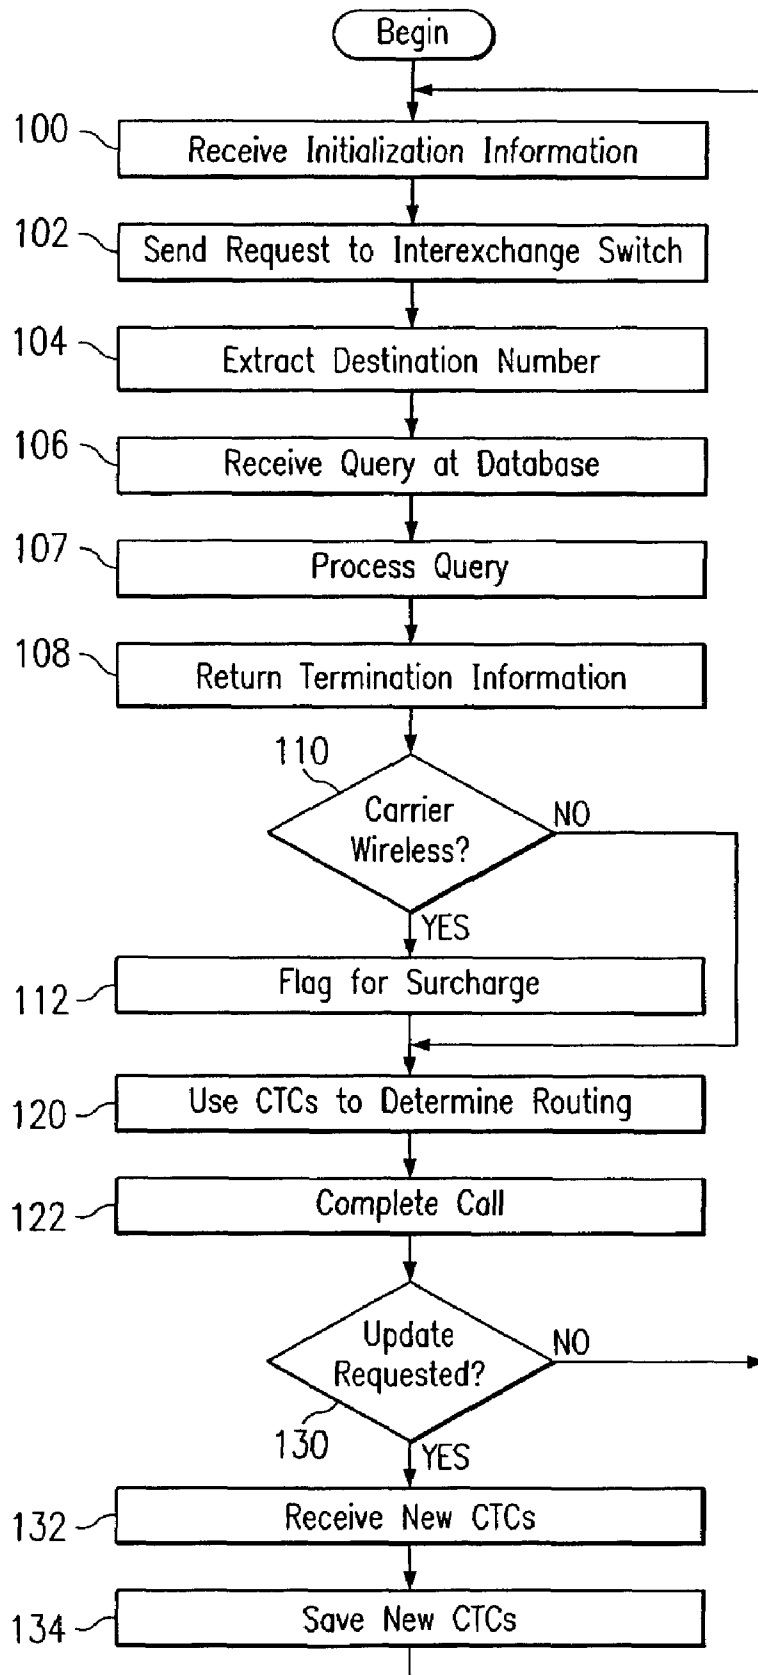 Begin
100
Receive Initialization Information
102
Send Request to Interexchange Switch
104
Extract Destination Number
106
Receive Query at Database
107
Process Query
108
Return Termination Information
110
Carrier
Wireless?
NO
YES
112
Flag for Surcharge
120
Use CTCs to Determine Routing
122
Complete Call
Update
Requested?
NO
130
YES
132
Receive New CTCs
134
Save New CTCs